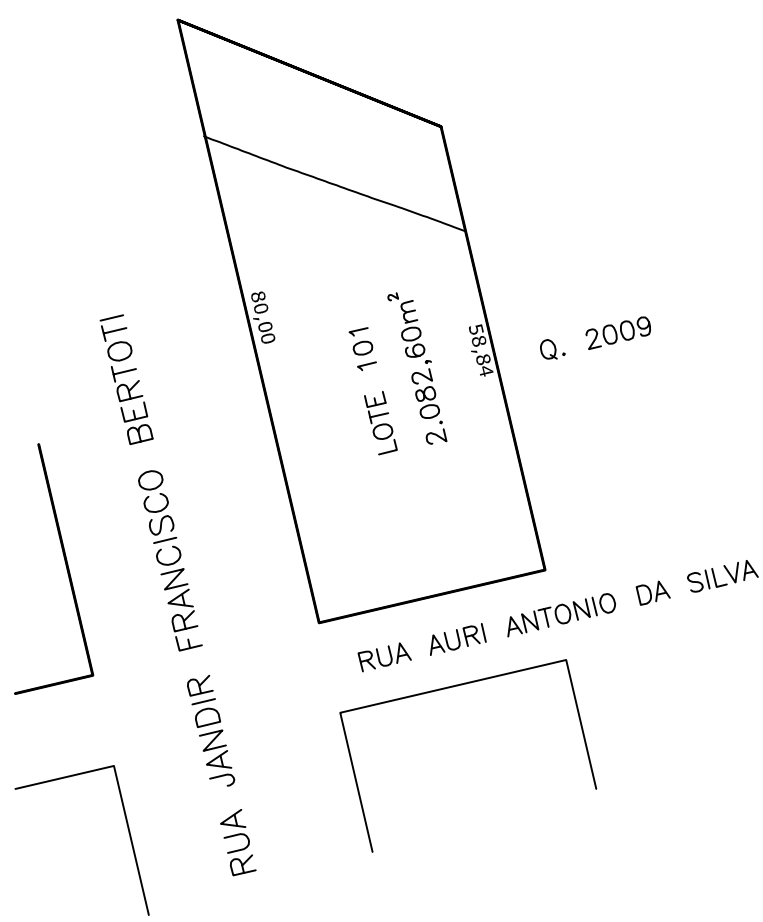 80,00
LOTE 101
2.082,60m²
58,84
Q. 2009
RUA JANDIR FRANCISCO BERTOTI
RUA AURI ANTONIO DA SILVA